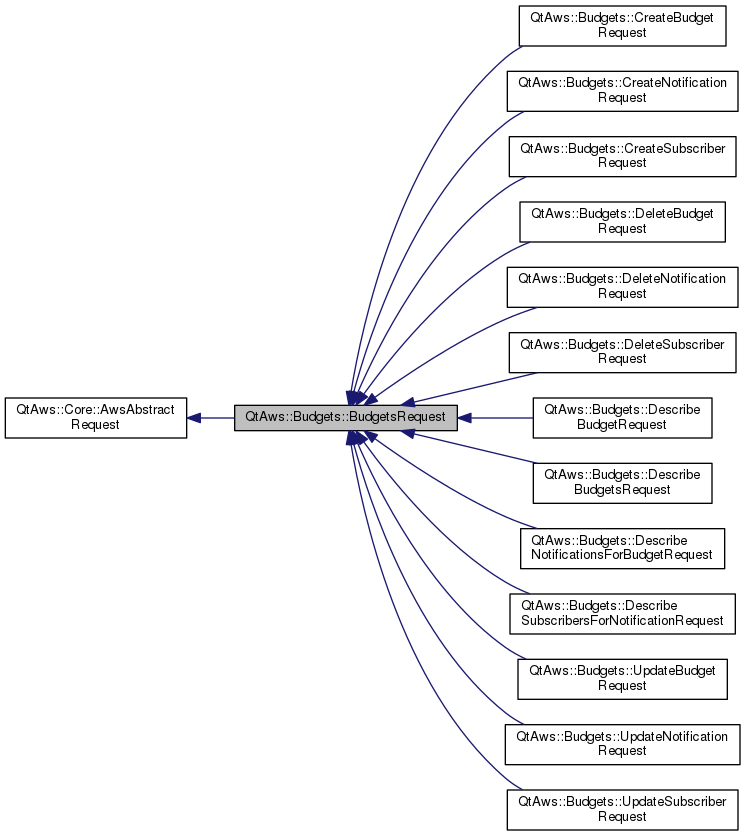 QtAws::Budgets::CreateBudget
Request
QtAws::Budgets::CreateNotification
Request
QtAws::Budgets::CreateSubscriber
Request
QtAws::Budgets::DeleteBudget
Request
QtAws::Budgets::DeleteNotification
Request
QtAws::Budgets::DeleteSubscriber
Request
QtAws::Core::AwsAbstract
Request
QtAws::Budgets::BudgetsRequest
QtAws::Budgets::Describe
BudgetRequest
QtAws::Budgets::Describe
BudgetsRequest
QtAws::Budgets::Describe
NotificationsForBudgetRequest
QtAws::Budgets::Describe
SubscribersForNotificationRequest
QtAws::Budgets::UpdateBudget
Request
QtAws::Budgets::UpdateNotification
Request
QtAws::Budgets::UpdateSubscriber
Request